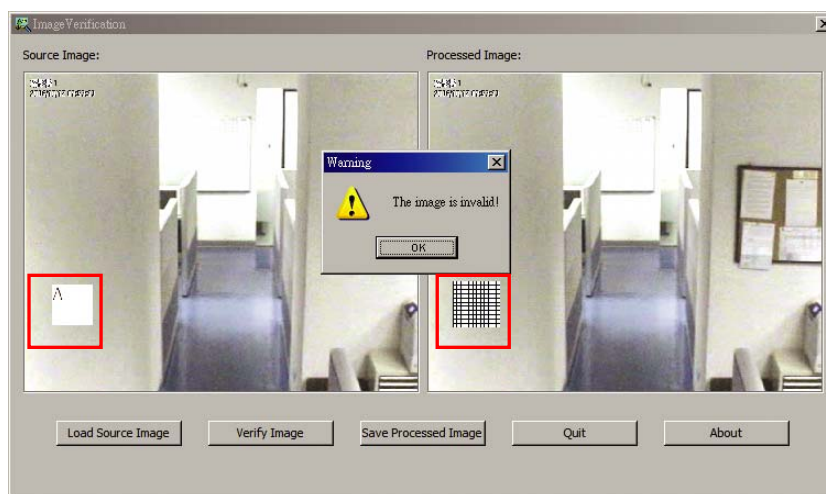 ImageVerification
Source Image:
Processed Image:
Warning
The image is invalid!
OK
Load Source Image
Verify Image
Save Processed Image
Quit
About